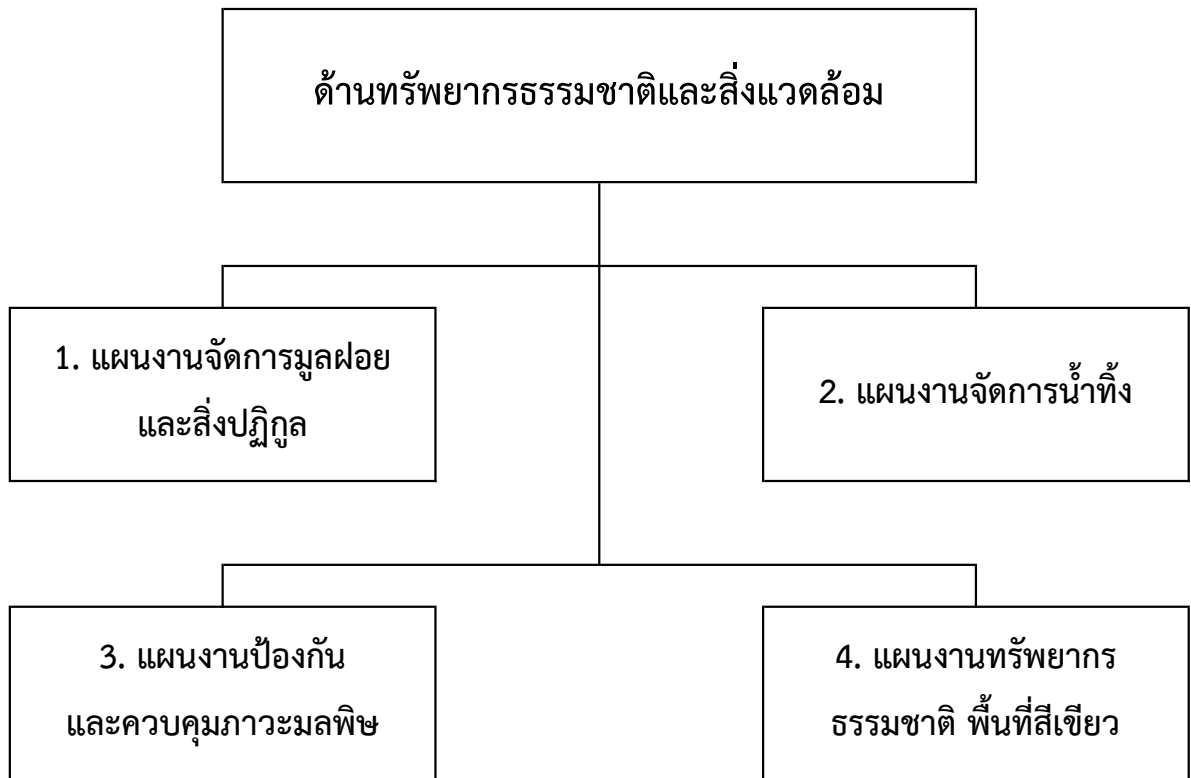 ด้านทรัพยากรธรรมชาติและสิ่งแวดล้อม
1. แผนงานจัดการมูลฝอย
และสิ่งปฏิกูล
2. แผนงานจัดการน้ำทิ้ง
3. แผนงานป้องกัน
และควบคุมภาวะมลพิษ
4. แผนงานทรัพยากร
ธรรมชาติ พื้นที่สีเขียว